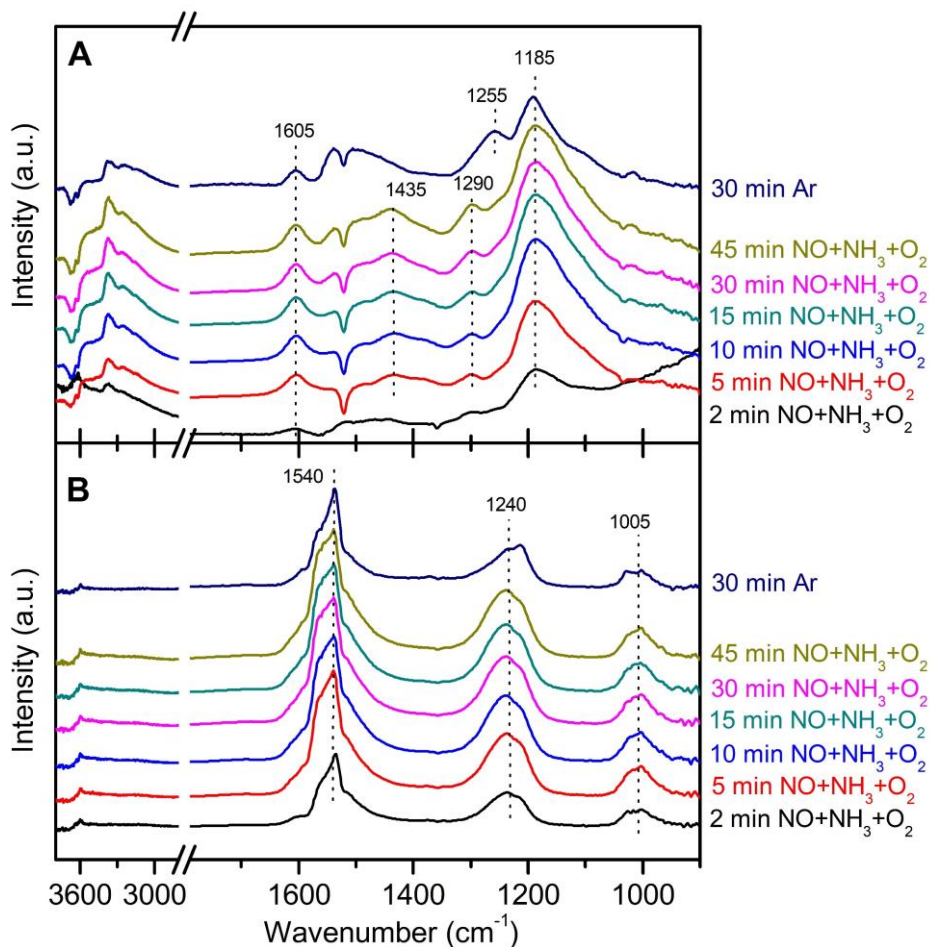 A
1185
1255
1605
1435
1290
Intensity (a.u.)
30 min Ar
45 min NO+NH₃+O₂
30 min NO+NH₃+O₂
15 min NO+NH₃+O₂
10 min NO+NH₃+O₂
5 min NO+NH₃+O₂
2 min NO+NH₃+O₂
B
1540
1240
1005
Intensity (a.u.)
30 min Ar
45 min NO+NH₃+O₂
30 min NO+NH₃+O₂
15 min NO+NH₃+O₂
10 min NO+NH₃+O₂
5 min NO+NH₃+O₂
2 min NO+NH₃+O₂
3600 3000 1600 1400 1200 1000
Wavenumber (cm⁻¹)